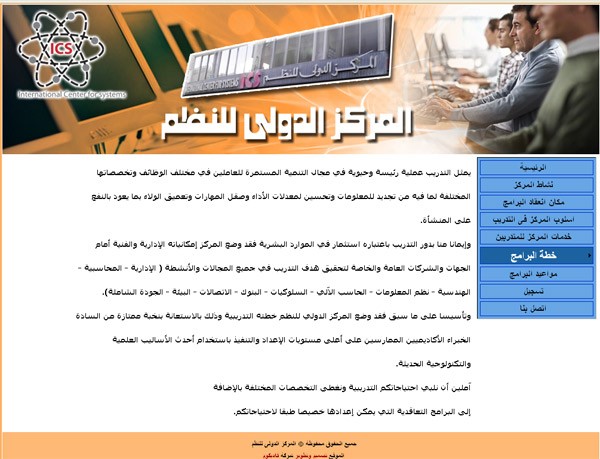 ICS
International Center for systems
المركز الدولى للنظم
المركز الدولى للنظم
ICS
الرئيسية
نشاط المركز
مكان انعقاد البرامج
اسلوب المركز فى التدريب
خدمات المركز للمتدربين
خطة البرامج
مواعيد البرامج
تسجيل
اتصل بنا
يمثل التدريب عملية رئيسة وحيوية في مجال التنمية المستمرة للعاملين في مختلف الوظائف وتخصصاتها
المختلفة لما فيه من تجديد للمعلومات وتحسين لمعدلات الأداء وصقل المهارات وتعميق الولاء بما يعود بالنفع
على المنشأة.
وإيمانا منا بدور التدريب باعتباره استثمار في الموارد البشرية فقد وضع المركز إمكانياته الإدارية والفنية أمام
الجهات والشركات العامة والخاصة لتحقيق هدف التدريب في جميع المجالات والأنشطة ( الإدارية - المحاسبية -
الهندسية - نظم المعلومات - الحاسب الآلي - السلوكيات - البنوك - الاتصالات - البيئة - الجودة الشاملة).
وتأسيسا على ما سبق فقد وضع المركز الدولي للنظم خطته التدريبية وذلك بالاستعانة بنخبة ممتازة من السادة
الخبراء الأكاديميين الممارسين على أعلى مستويات الإعداد والتنفيذ باستخدام أحدث الأساليب العلمية
والتكنولوجية الحديثة.
آملين أن نلبي احتياجاتكم التدريبية ونغطى التخصصات المختلفة بالإضافة
إلى البرامج التعاقدية التي يمكن إعدادها خصيصا طبقا لاحتياجاتكم.
جميع الحقوق محفوظه © المركز الدولى للنظم
الموقع تصميم وتطوير شركة